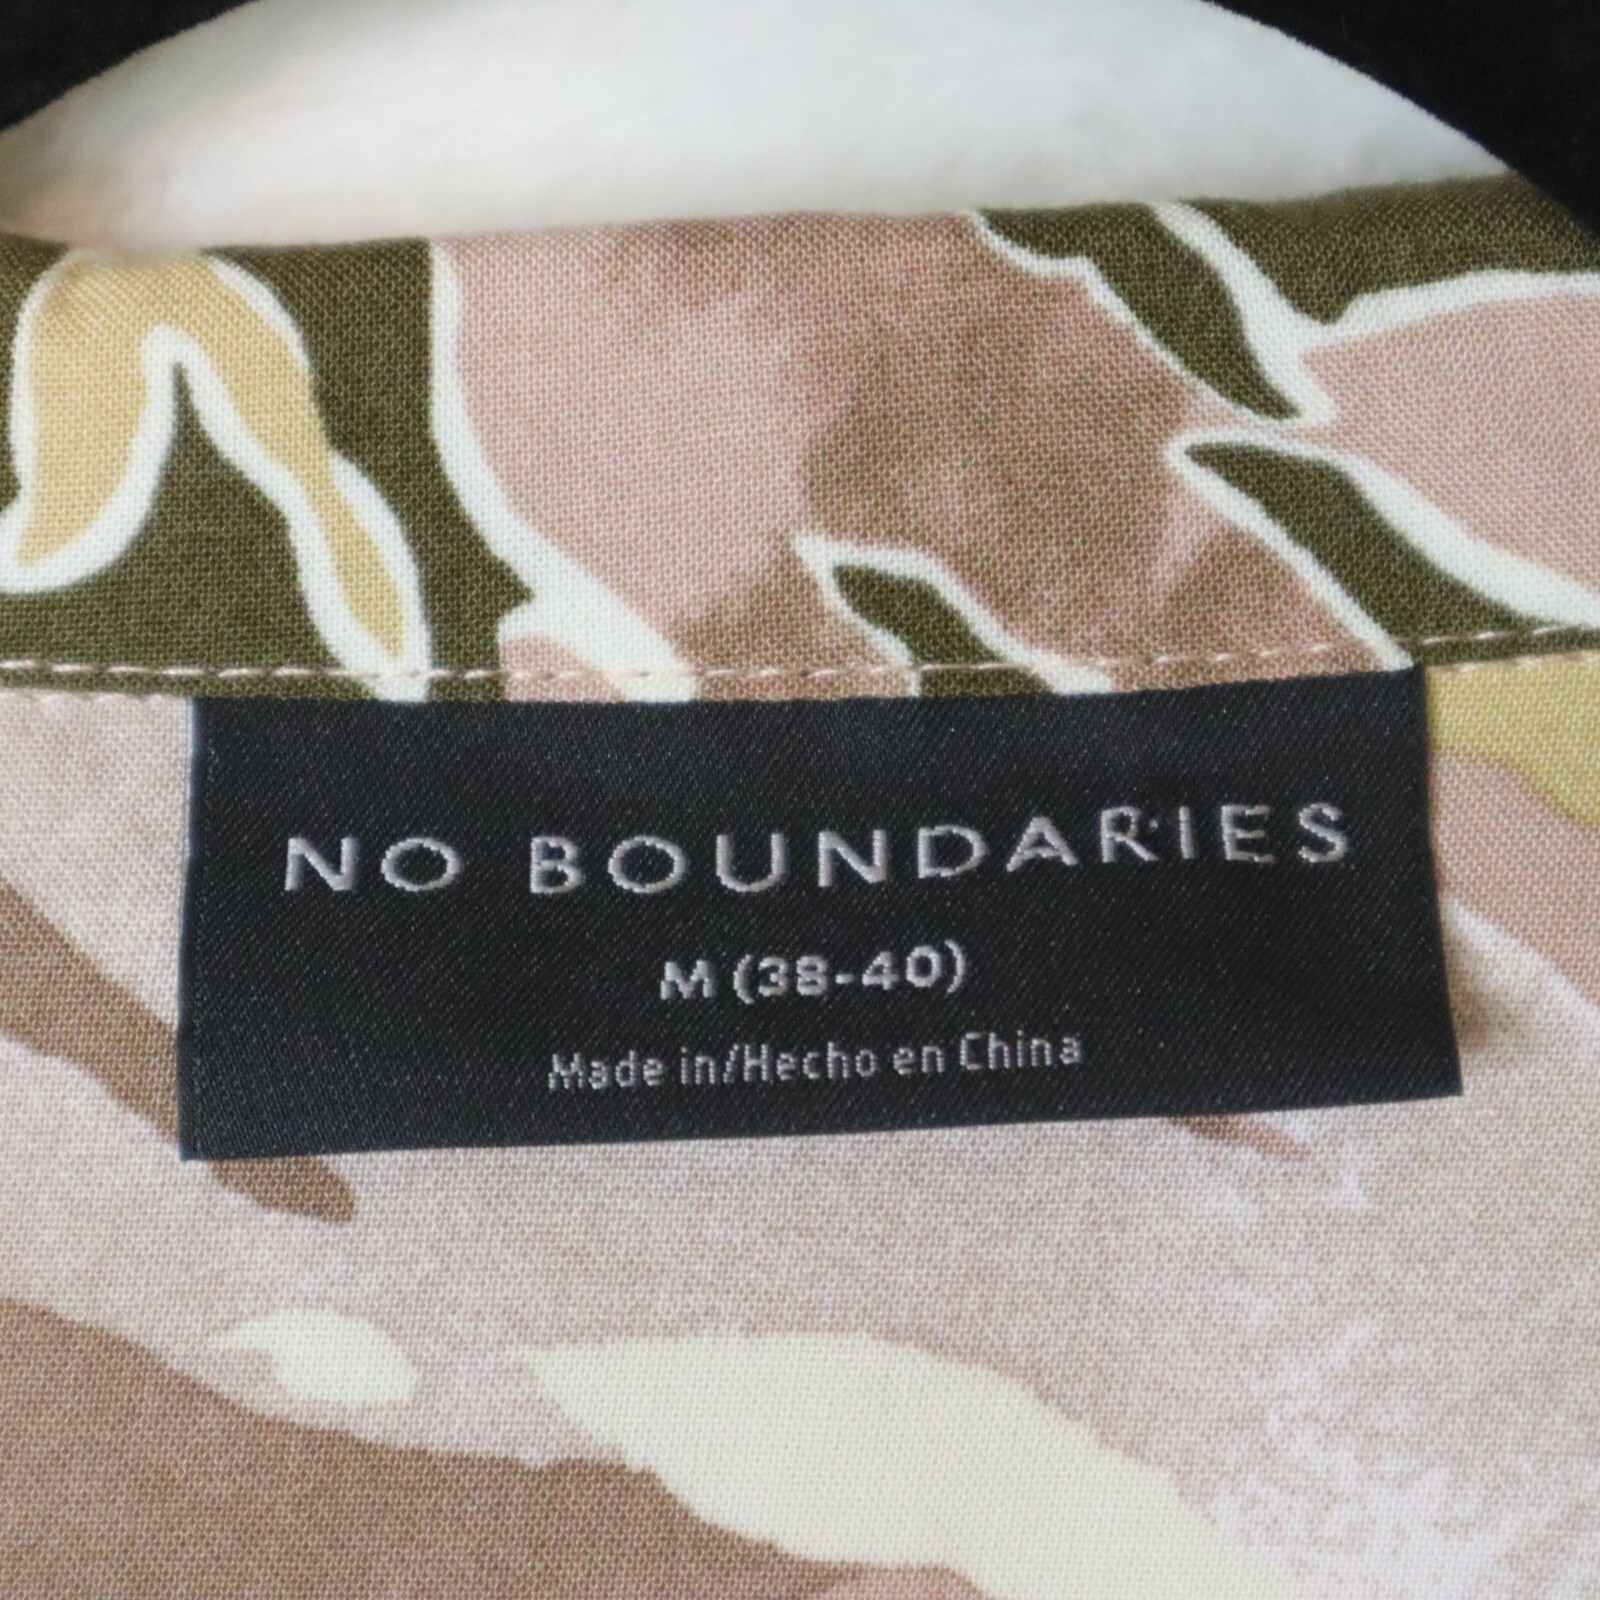 NO BOUNDARIES
M (38-40)
Made in/Hecho en China